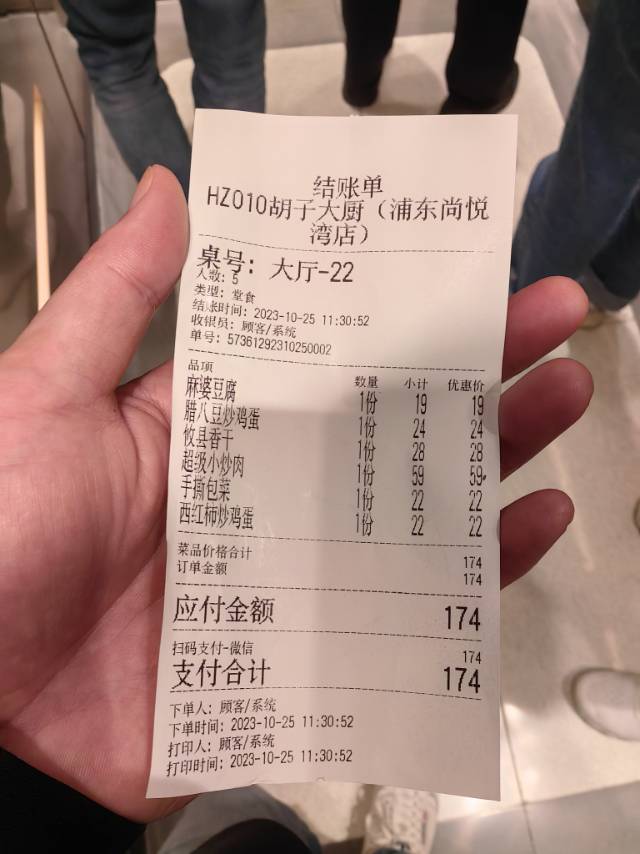 结账单
HZ010胡子大厨（浦东尚悦
湾店）
桌号：大厅-22
人数：5
类型：堂食
结账时间：2023-10-25 11:30:52
收银员：顾客/系统
单号：57361292310250002
品项 数量 小计 优惠价
麻婆豆腐 1份 19 19
腊八豆炒鸡蛋 1份 24 24
攸县香干 1份 28 28
超级小炒肉 1份 59 59
手撕包菜 1份 22 22
西红柿炒鸡蛋 1份 22 22
菜品价格合计 174
订单金额 174
应付金额 174
扫码支付-微信 174
支付合计 174
下单人：顾客/系统
下单时间：2023-10-25 11:30:52
打印人：顾客/系统
打印时间：2023-10-25 11:30:52